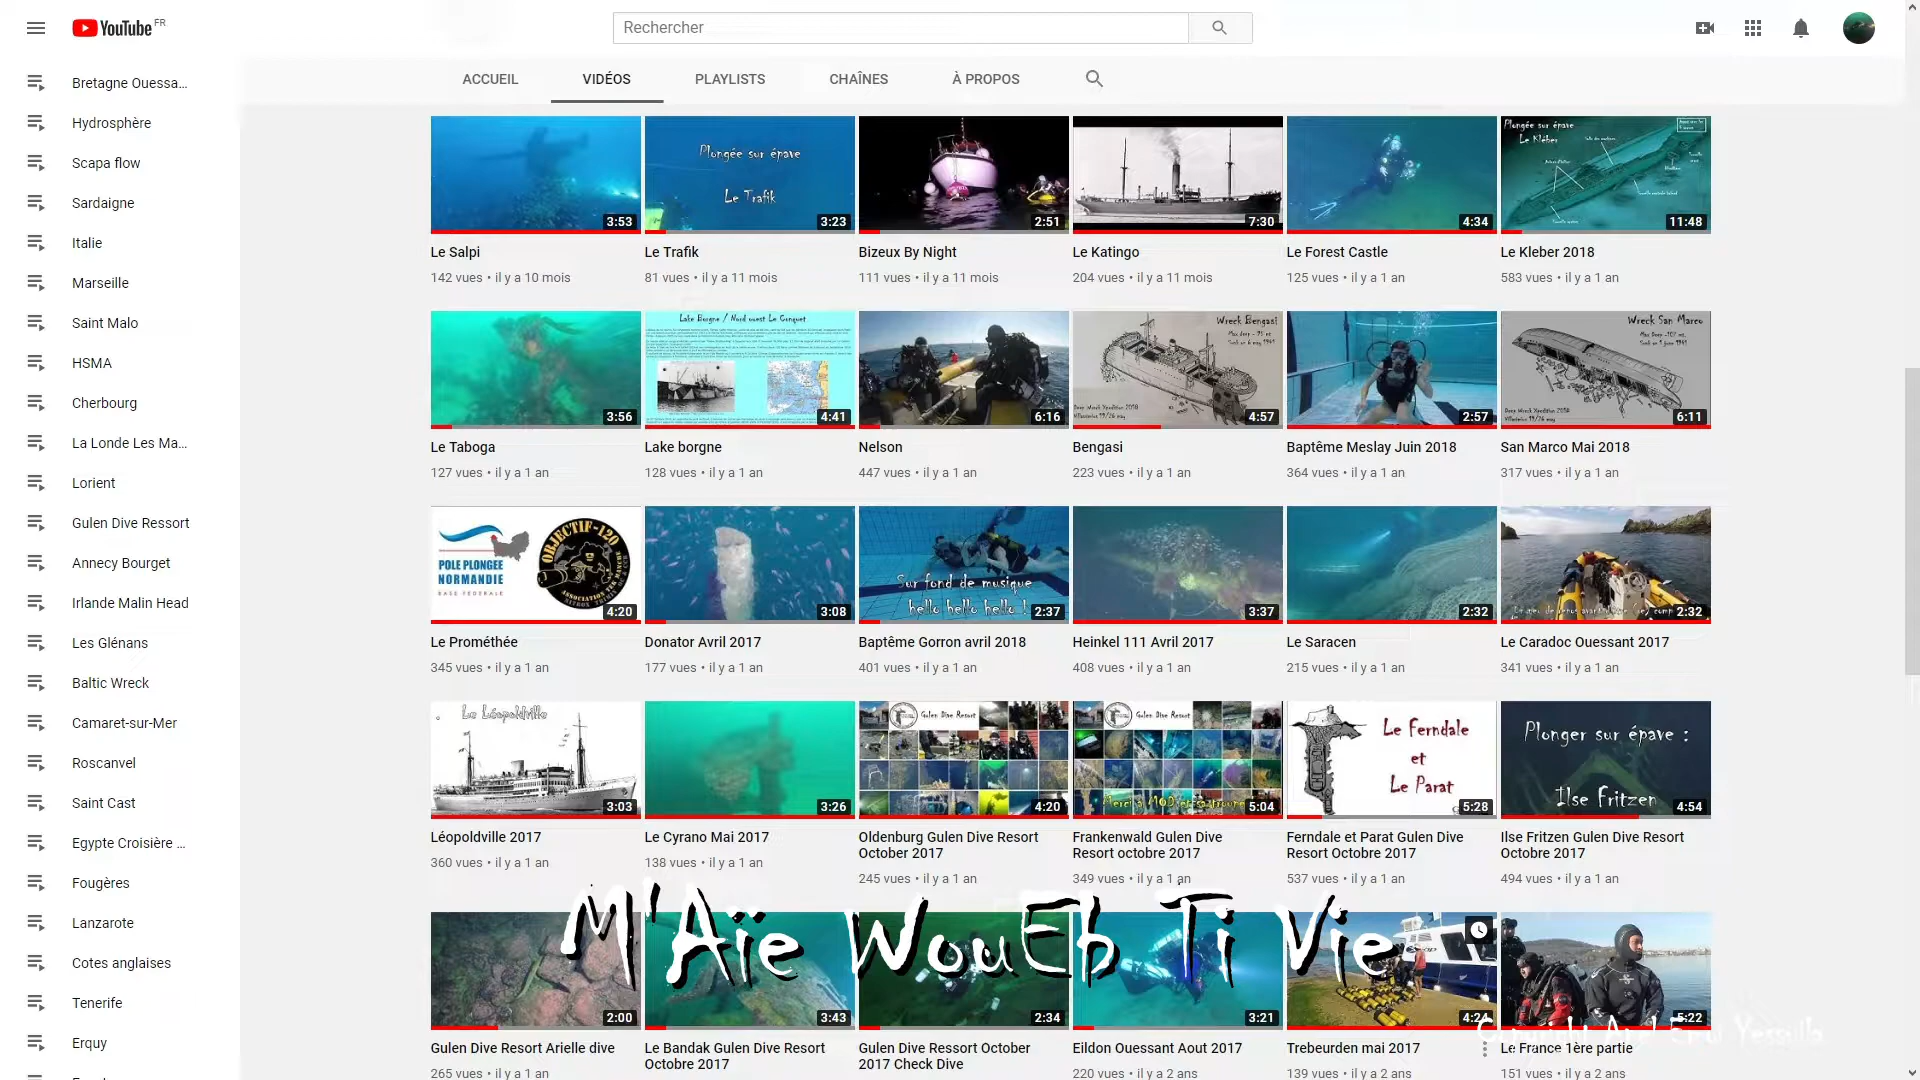 YouTube FR
Rechercher
ACCUEIL VIDÉOS PLAYLISTS CHAÎNES À PROPOS
Bretagne Ouessa...
Hydrosphère
Scapa flow
Sardaigne
Italie
Marseille
Saint Malo
HSMA
Cherbourg
La Londe Les Ma...
Lorient
Gulen Dive Ressort
Annecy Bourget
Irlande Malin Head
Les Glénans
Baltic Wreck
Camaret-sur-Mer
Roscanvel
Saint Cast
Egypte Croisière ...
Fougères
Lanzarote
Cotes anglaises
Tenerife
Erquy
3:53
Le Salpi
142 vues • il y a 10 mois
Plongée sur épave
Le Trafik
3:23
Le Trafik
81 vues • il y a 11 mois
2:51
Bizeux By Night
111 vues • il y a 11 mois
7:30
Le Katingo
204 vues • il y a 11 mois
4:34
Le Forest Castle
125 vues • il y a 1 an
Plongée sur épave
Le Kléber
11:48
Le Kleber 2018
583 vues • il y a 1 an
3:56
Le Taboga
127 vues • il y a 1 an
Lake Borgne / Nord ouest Le Conquet
4:41
Lake borgne
128 vues • il y a 1 an
6:16
Nelson
447 vues • il y a 1 an
Wreck Bengasi
4:57
Bengasi
223 vues • il y a 1 an
2:57
Baptême Meslay Juin 2018
364 vues • il y a 1 an
Wreck San Marco
6:11
San Marco Mai 2018
317 vues • il y a 1 an
POLE PLONGEE
NORMANDIE
BASE FEDERALE
OBJECTIF-120
4:20
Le Prométhée
345 vues • il y a 1 an
3:08
Donator Avril 2017
177 vues • il y a 1 an
Sur fond de musique
hello hello hello !
2:37
Baptême Gorron avril 2018
401 vues • il y a 1 an
3:37
Heinkel 111 Avril 2017
408 vues • il y a 1 an
2:32
Le Saracen
215 vues • il y a 1 an
2:32
Le Caradoc Ouessant 2017
341 vues • il y a 1 an
Le Léopoldville
3:03
Léopoldville 2017
360 vues • il y a 1 an
3:26
Le Cyrano Mai 2017
138 vues • il y a 1 an
Gulen Dive Resort
4:20
Oldenburg Gulen Dive Resort
October 2017
245 vues • il y a 1 an
Gulen Dive Resort
5:04
Frankenwald Gulen Dive
Resort octobre 2017
349 vues • il y a 1 an
Le Ferndale
et
Le Parat
5:28
Ferndale et Parat Gulen Dive
Resort Octobre 2017
537 vues • il y a 1 an
Plonger sur épave :
Ilse Fritzen
4:54
Ilse Fritzen Gulen Dive Resort
Octobre 2017
494 vues • il y a 1 an
M'Aïe WouEb Ti Vie
2:00
Gulen Dive Resort Arielle dive
265 vues • il y a 1 an
3:43
Le Bandak Gulen Dive Resort
Octobre 2017
2:34
Gulen Dive Ressort October
2017 Check Dive
3:21
Eildon Ouessant Aout 2017
220 vues • il y a 2 ans
4:24
Trebeurden mai 2017
139 vues • il y a 2 ans
5:22
Le France 1ère partie
151 vues • il y a 2 ans